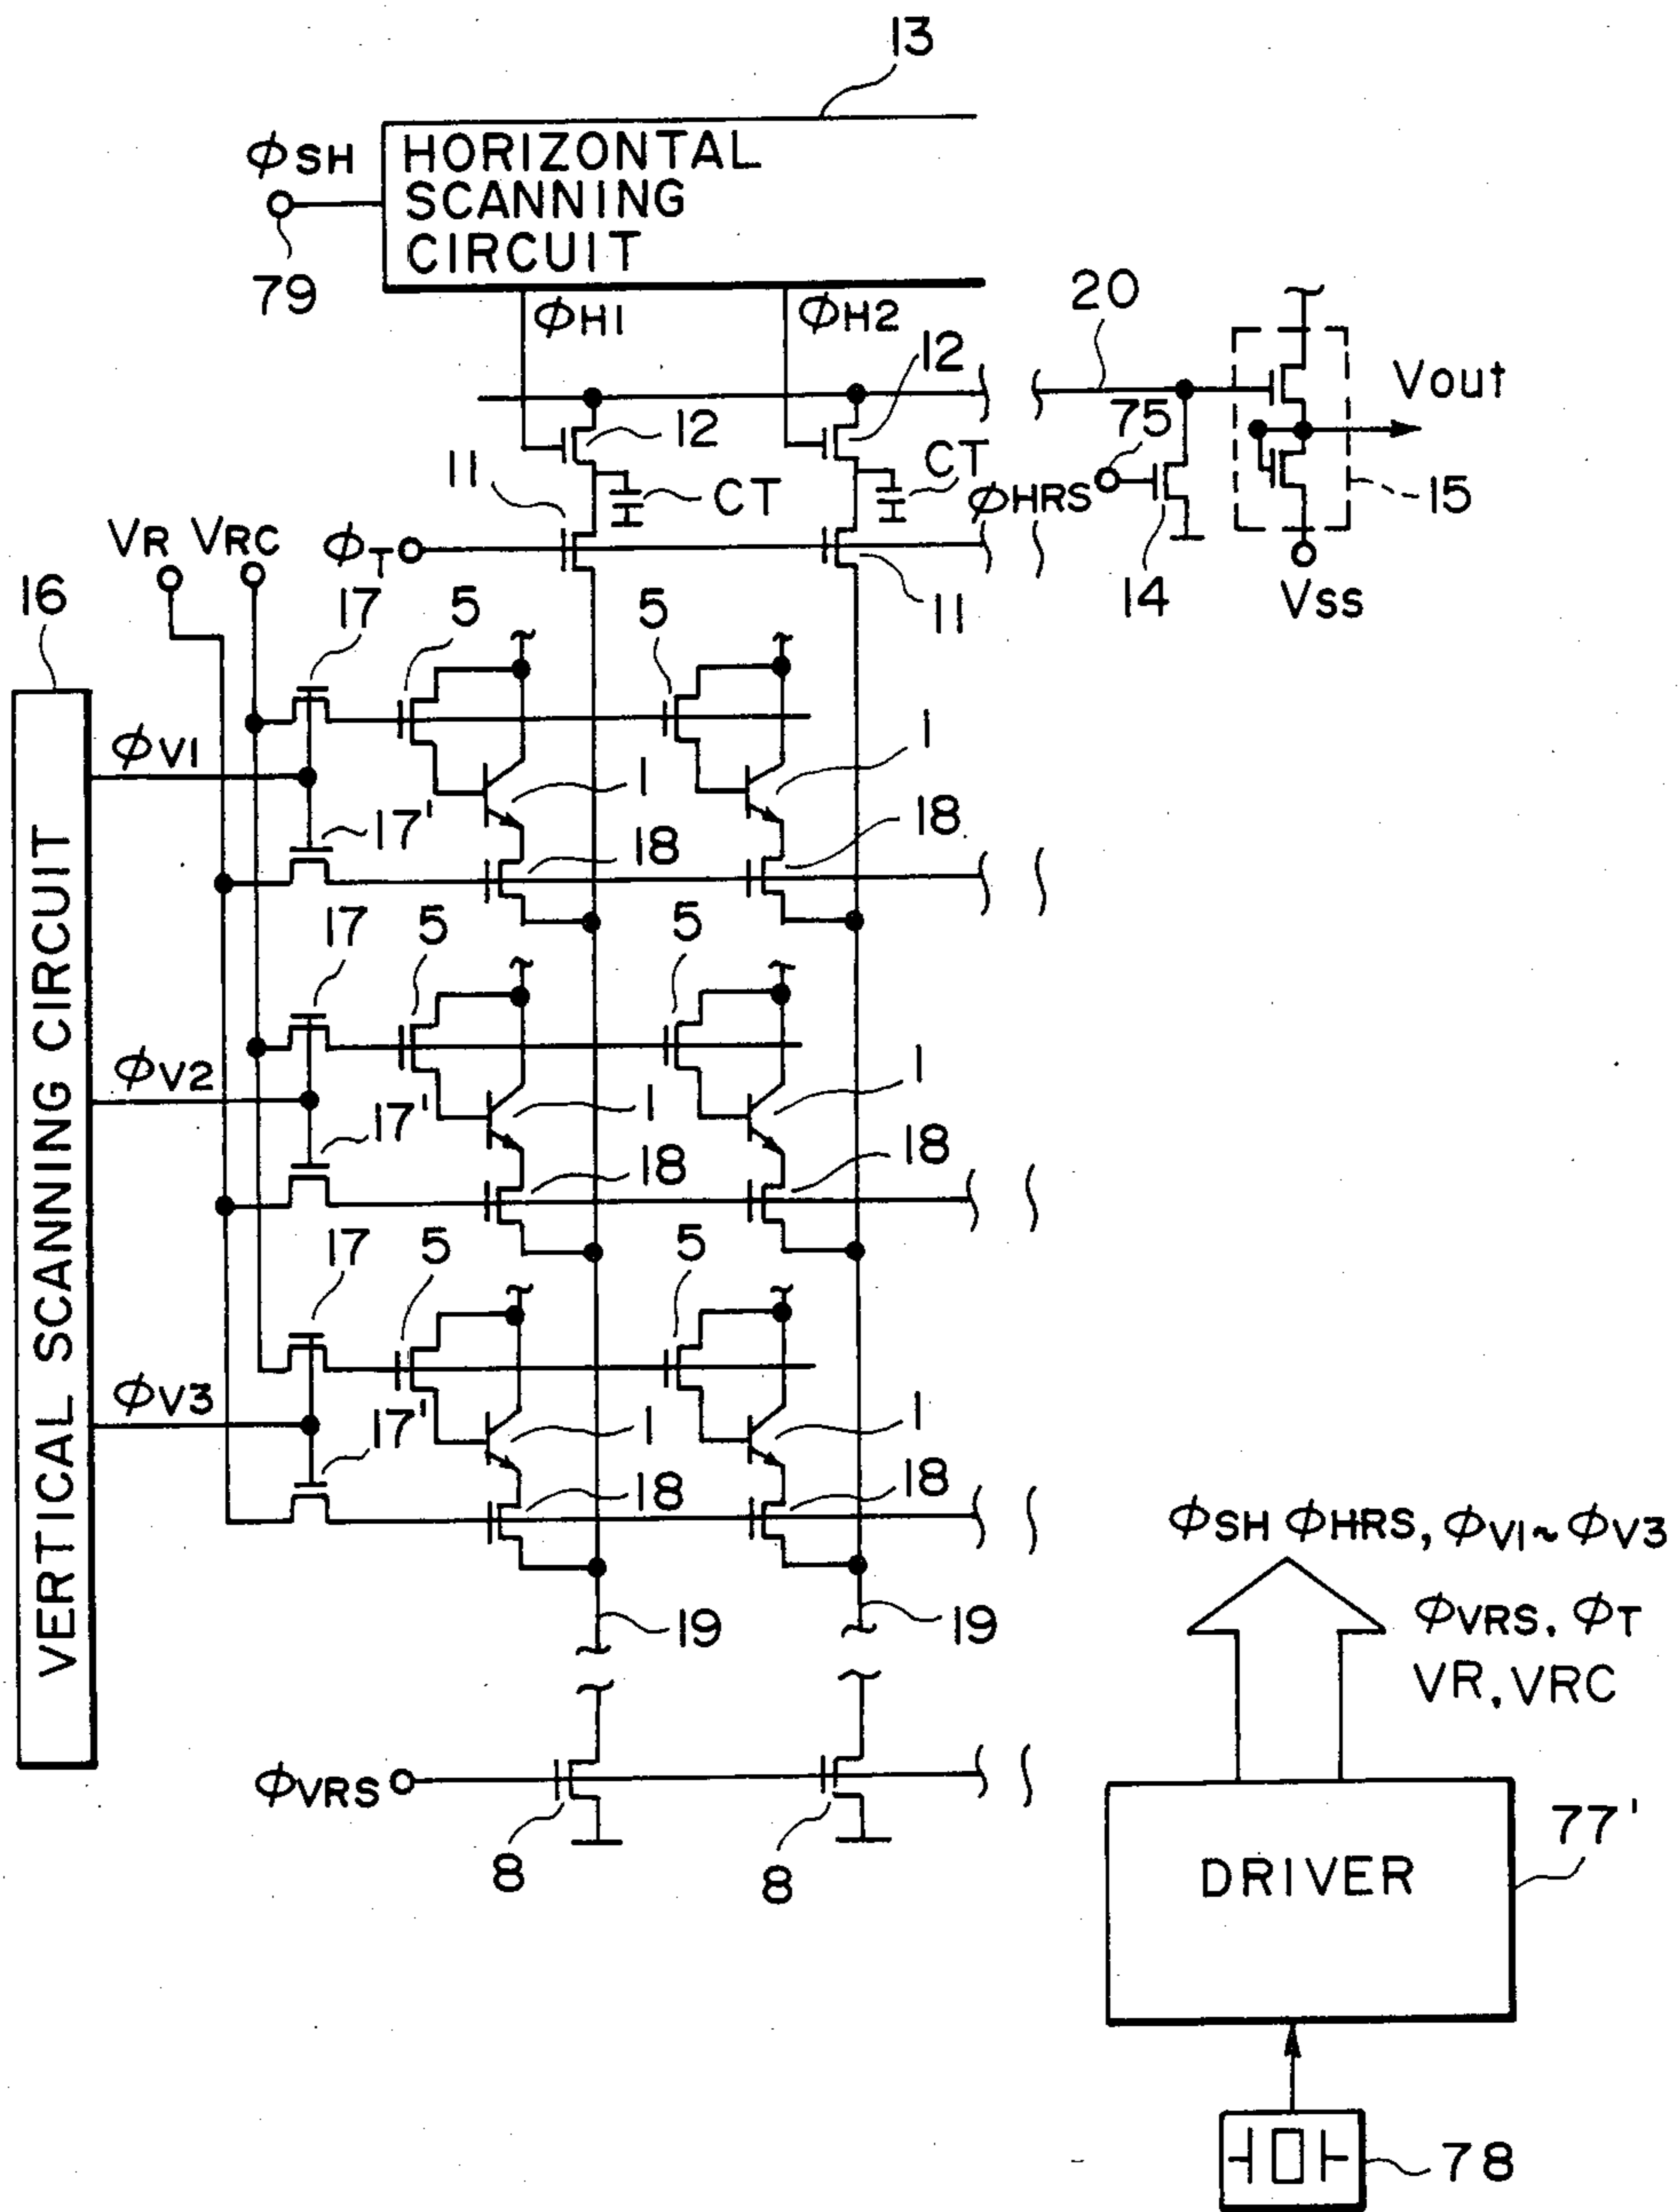 13
φSH
HORIZONTAL
SCANNING
CIRCUIT
79
φH1
φH2
12
20
Vout
12
75
11
CT
CT
φHRS
15
VR
VRC
φT
14
VSS
11
16
17
5
5
φV1
1
1
17'
18
18
17
5
5
φV2
1
1
17'
18
18
17
5
5
φV3
1
1
17'
18
18
VERTICAL SCANNING CIRCUIT
19
19
φSH φHRS, φV1~φV3
φVRS. φT
VR, VRC
φVRS
8
8
77'
DRIVER
78